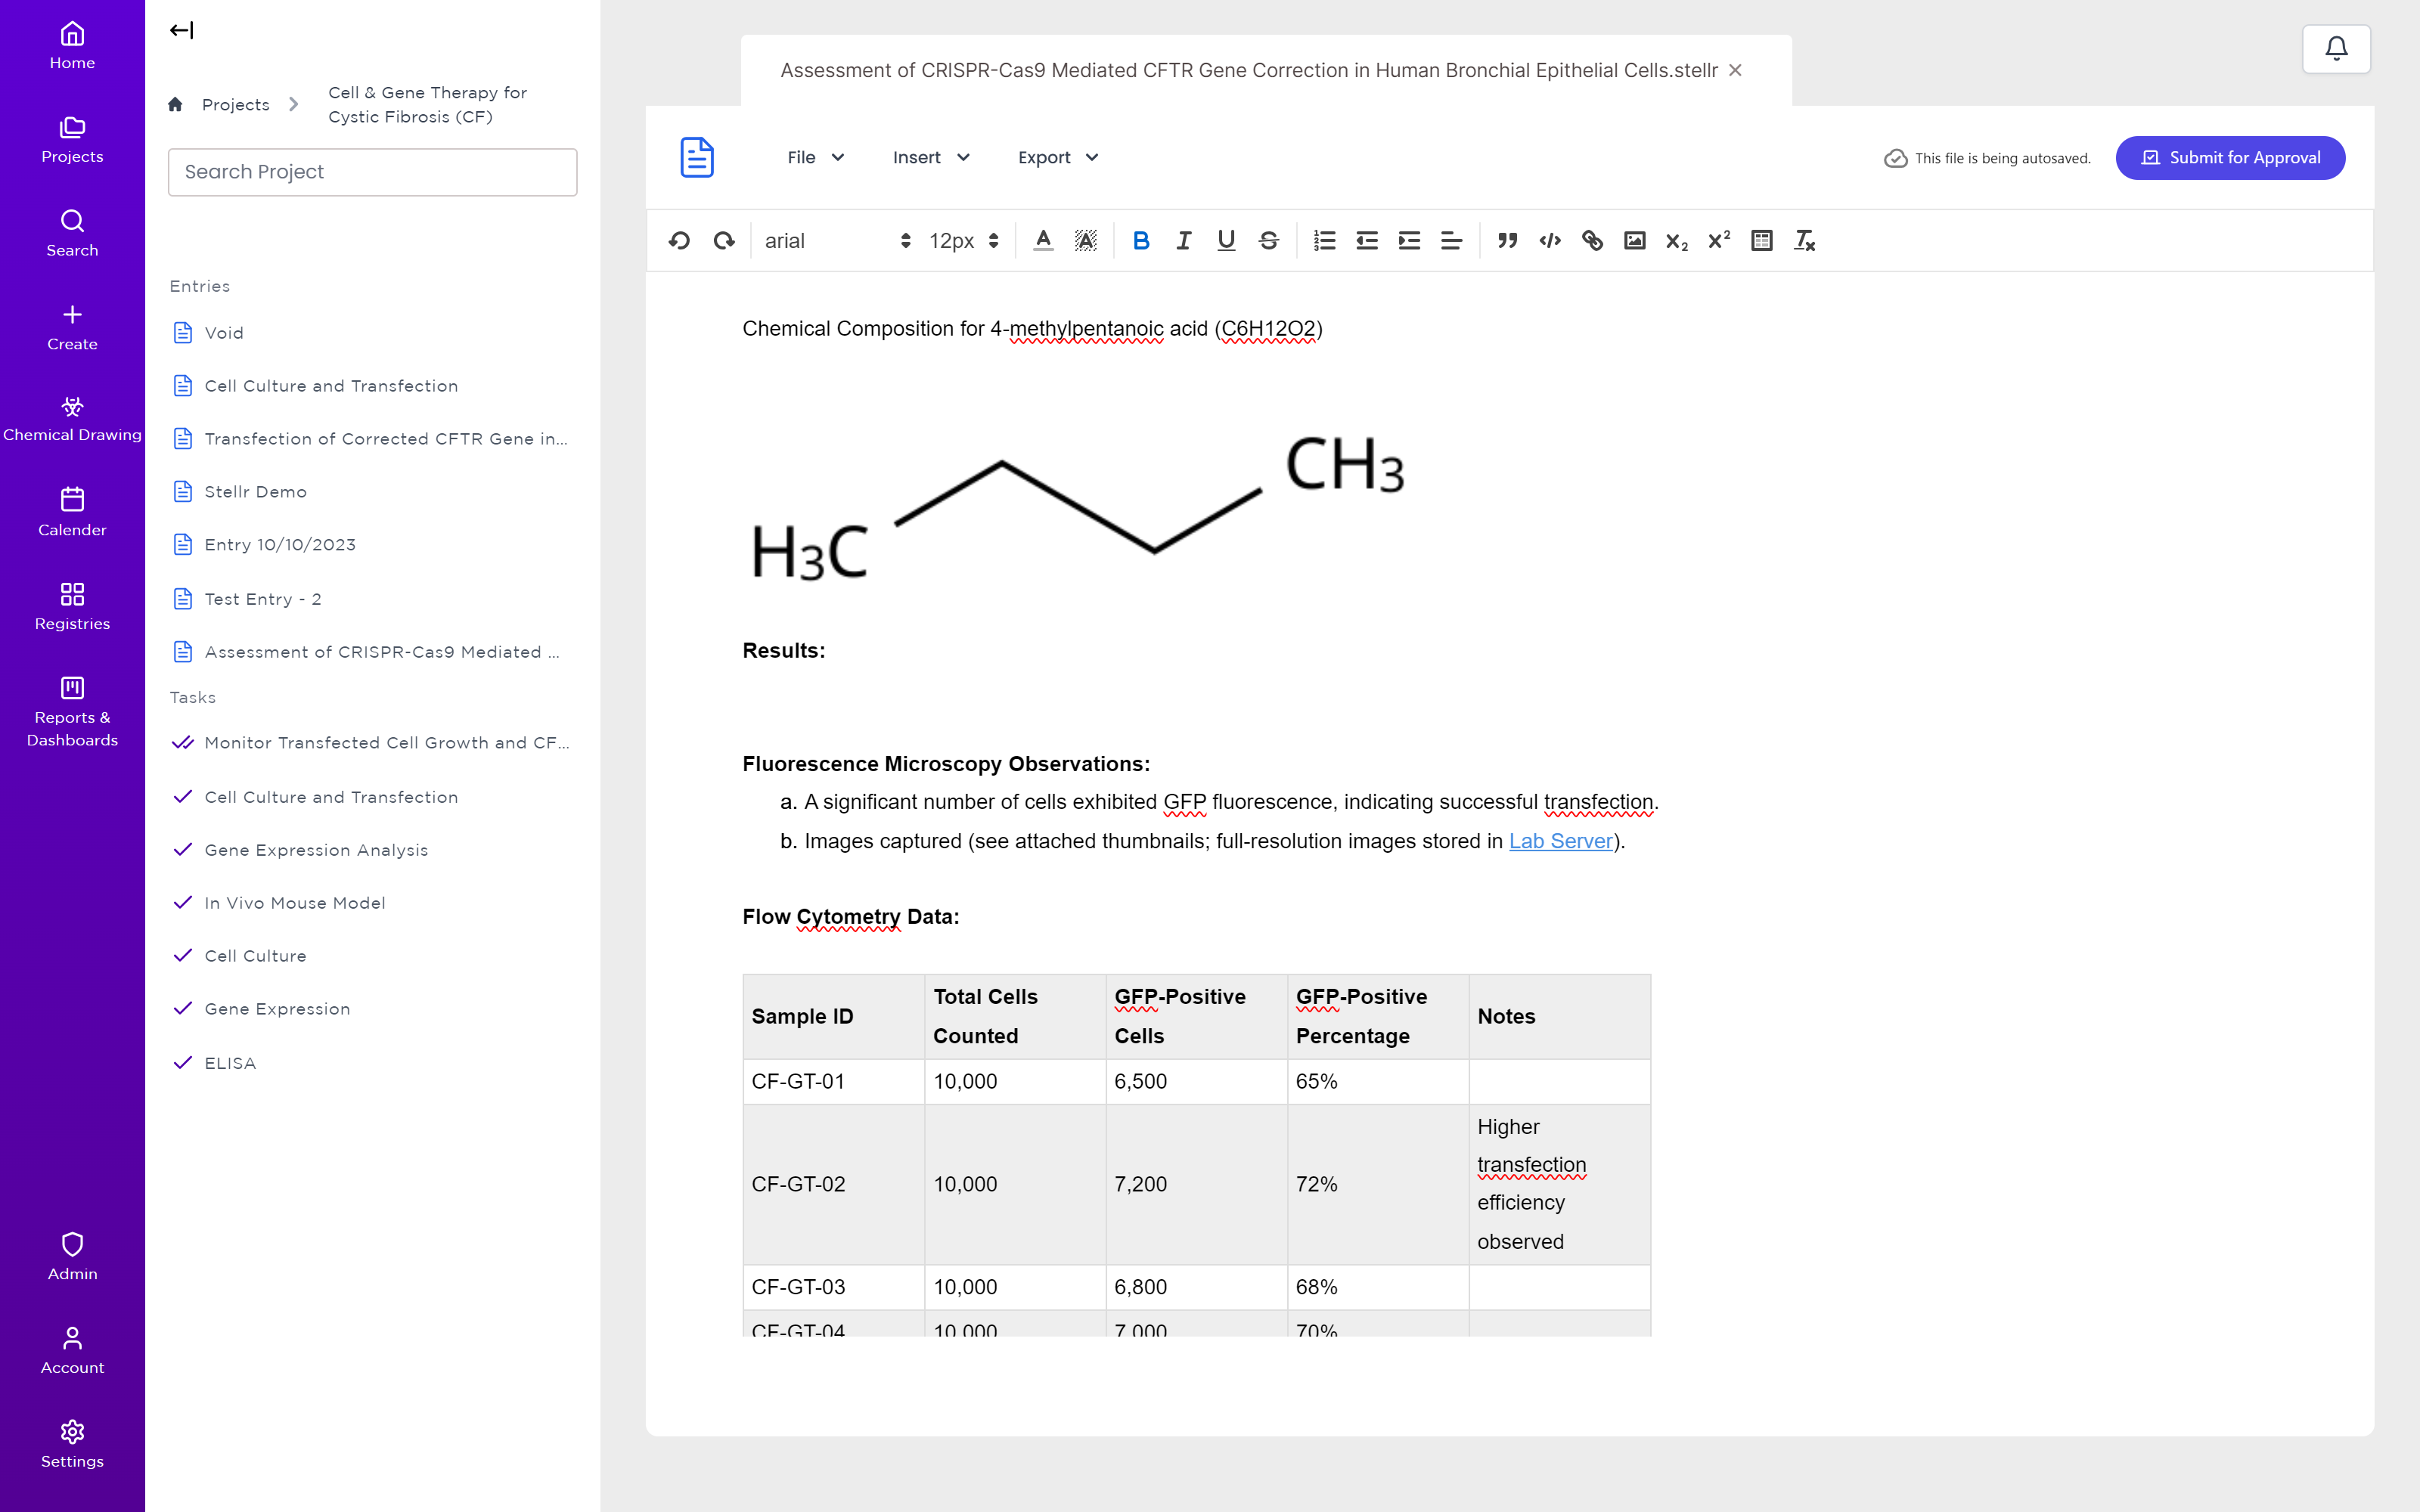 Home
Projects
Search
Create
Chemical Drawing
Calender
Registries
Reports &
Dashboards
Admin
Account
Settings
Projects
Cell & Gene Therapy for
Cystic Fibrosis (CF)
Search Project
Entries
Void
Cell Culture and Transfection
Transfection of Corrected CFTR Gene in...
Stellr Demo
Entry 10/10/2023
Test Entry - 2
Assessment of CRISPR-Cas9 Mediated ...
Tasks
Monitor Transfected Cell Growth and CF...
Cell Culture and Transfection
Gene Expression Analysis
In Vivo Mouse Model
Cell Culture
Gene Expression
ELISA
Assessment of CRISPR-Cas9 Mediated CFTR Gene Correction in Human Bronchial Epithelial Cells.stellr
File Insert Export
This file is being autosaved.
Submit for Approval
arial 12px
Chemical Composition for 4-methylpentanoic acid (C6H12O2)
CH3
H3C
Results:
Fluorescence Microscopy Observations:
a. A significant number of cells exhibited GFP fluorescence, indicating successful transfection.
b. Images captured (see attached thumbnails; full-resolution images stored in Lab Server).
Flow Cytometry Data:
Sample ID
Total Cells
Counted
GFP-Positive
Cells
GFP-Positive
Percentage
Notes
CF-GT-01 10,000 6,500 65%
CF-GT-02 10,000 7,200 72%
Higher
transfection
efficiency
observed
CF-GT-03 10,000 6,800 68%
CF-GT-04 10,000 7,000 70%